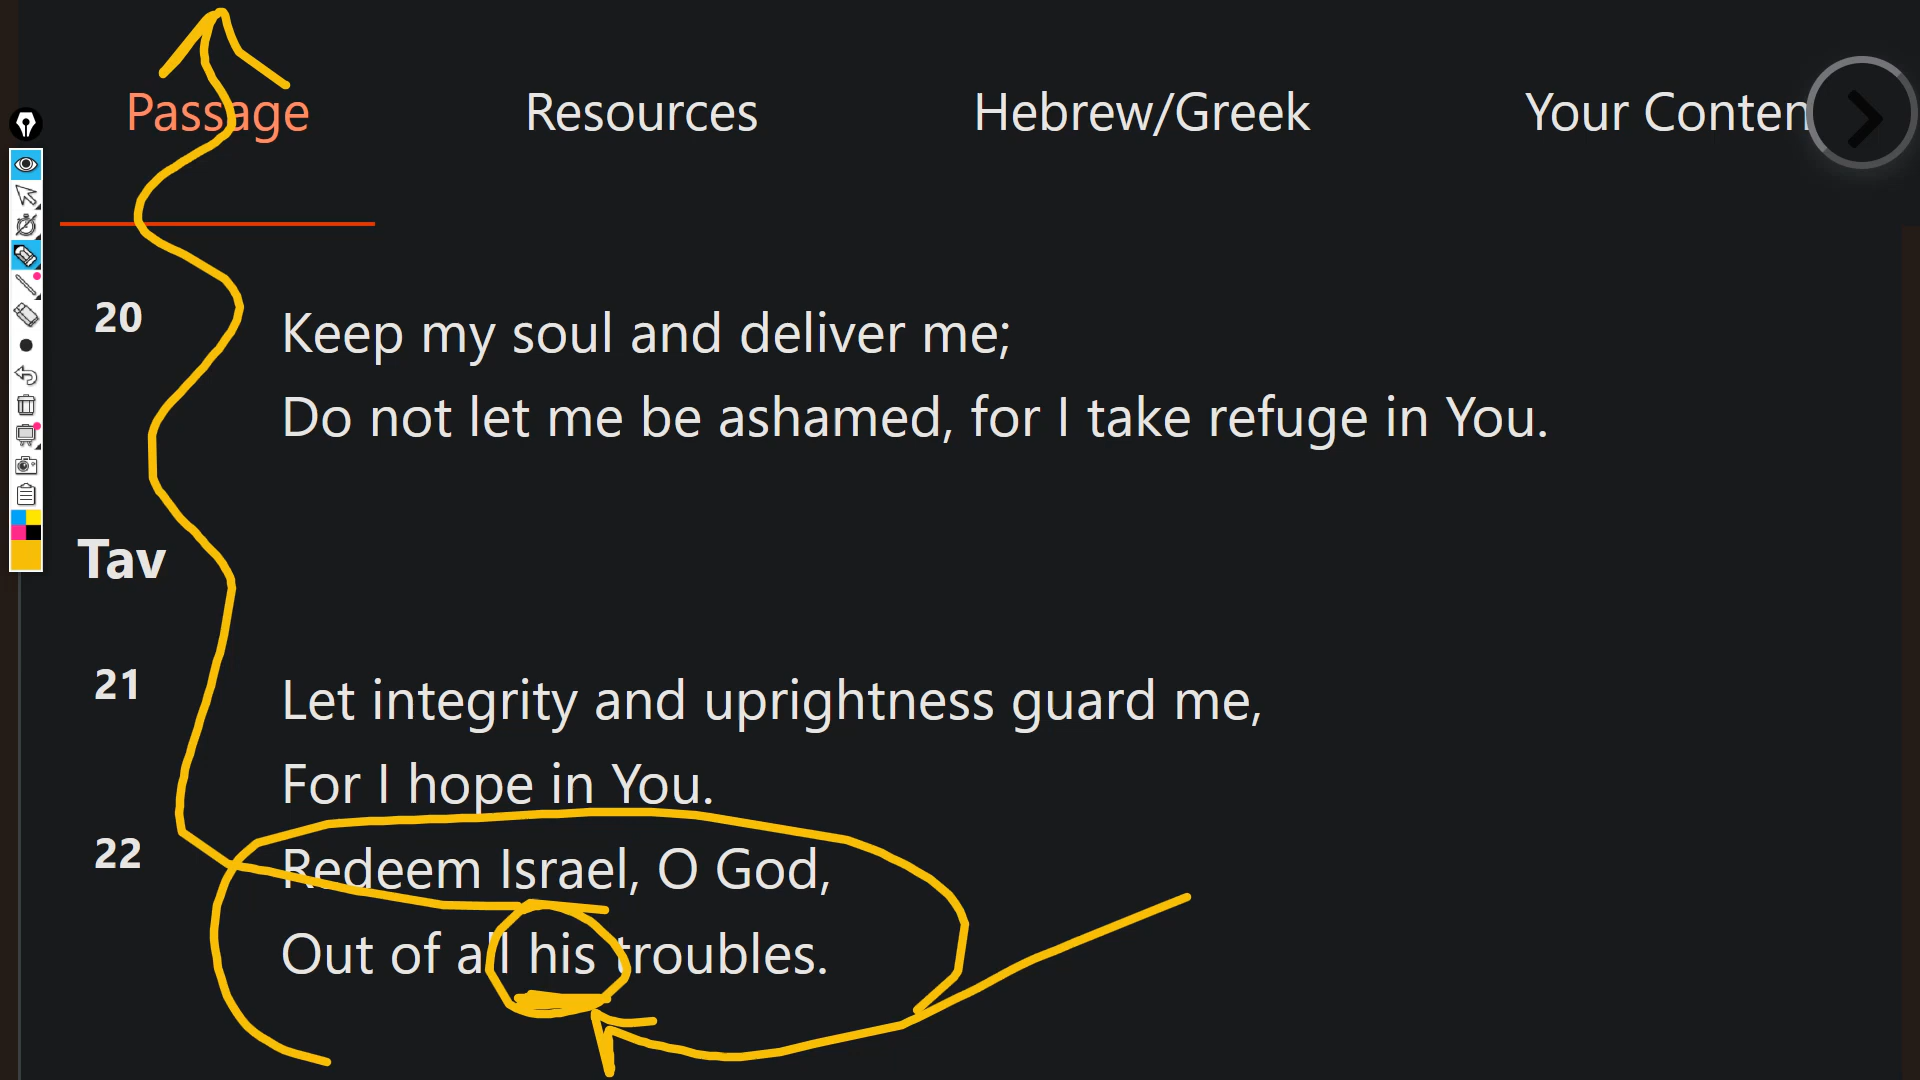 Passage Resources Hebrew/Greek Your Conten
20 Keep my soul and deliver me;
Do not let me be ashamed, for I take refuge in You.
Tav
21 Let integrity and uprightness guard me,
For I hope in You.
22 Redeem Israel, O God,
Out of all his troubles.